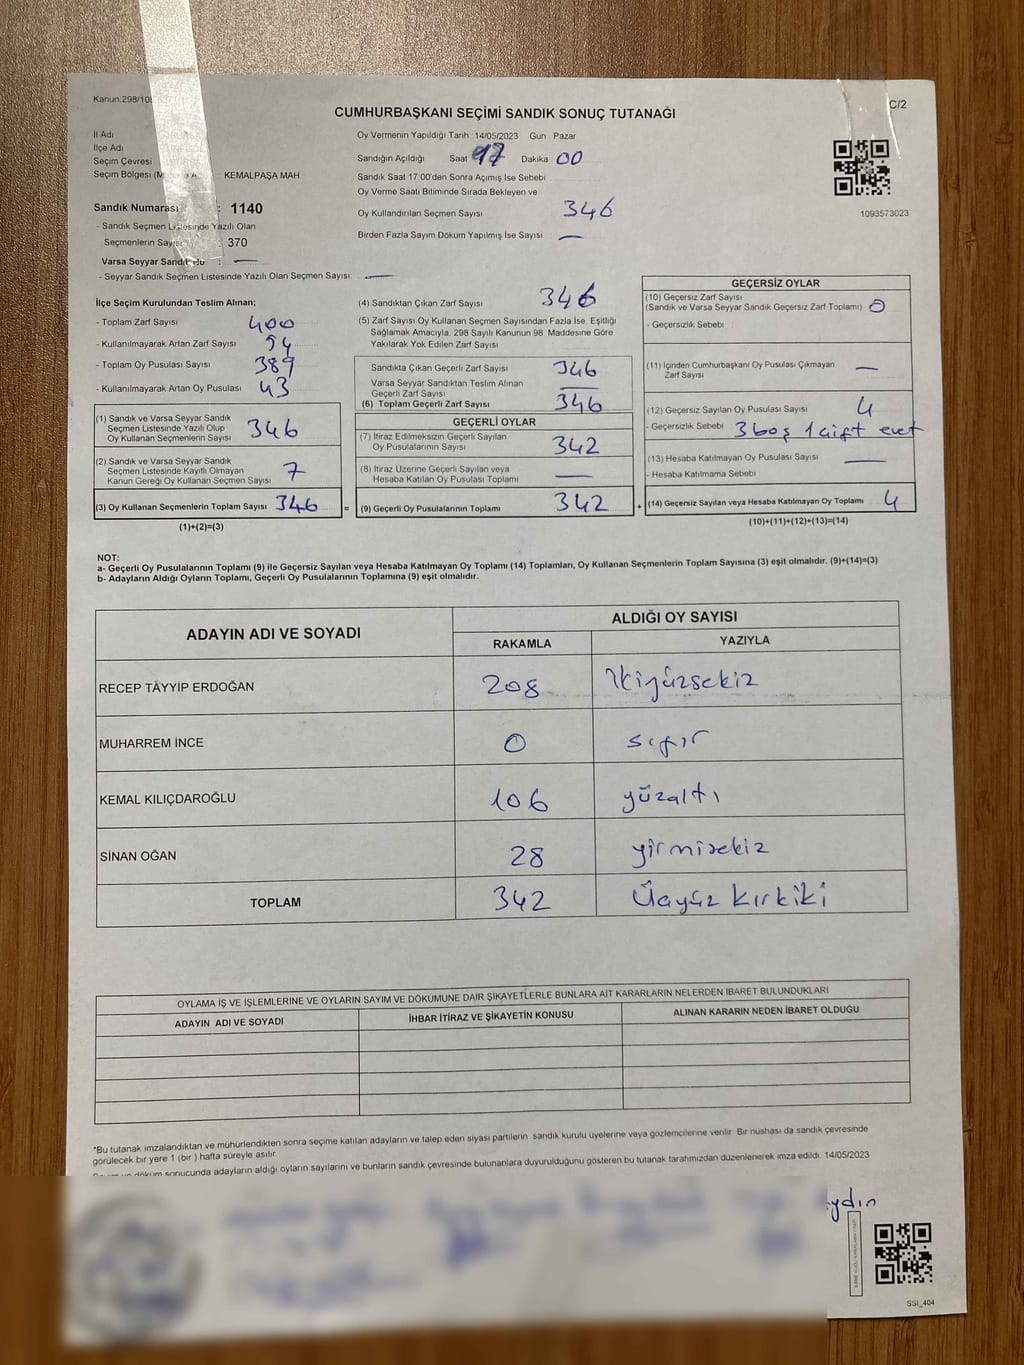 Kanun:298/10
C/2
CUMHURBAŞKANI SEÇİMİ SANDIK SONUÇ TUTANAĞI
İl Adı
İlçe Adı
Seçim Çevresi
Seçim Bölgesi KEMALPAŞA MAH
Sandık Numarası : 1140
- Sandık Seçmen Listesinde Yazılı Olan
Seçmenlerin Sayısı 370
Varsa Seyyar Sandık No : —
- Seyyar Sandık Seçmen Listesinde Yazılı Olan Seçmen Sayısı: —
Oy Vermenin Yapıldığı Tarih 14/05/2023 Gün Pazar
Sandığın Açıldığı Saat 17 Dakika 00
Sandık Saat 17:00'den Sonra Açımış İse Sebebi
Oy Verme Saati Bitiminde Sırada Bekleyen ve
Oy Kullandırılan Seçmen Sayısı 346
Birden Fazla Sayım Döküm Yapılmış İse Sayısı —
1093573023
İlçe Seçim Kurulundan Teslim Alınan;
- Toplam Zarf Sayısı 400
- Kullanılmayarak Artan Zarf Sayısı 54
- Toplam Oy Pusulası Sayısı 389
- Kullanılmayarak Artan Oy Pusulası 43
(1) Sandık ve Varsa Seyyar Sandık
Seçmen Listesinde Yazılı Olup
Oy Kullanan Seçmenlerin Sayısı 346
(2) Sandık ve Varsa Seyyar Sandık
Seçmen Listesinde Kayıtlı Olmayan
Kanun Gereği Oy Kullanan Seçmen Sayısı 7
(3) Oy Kullanan Seçmenlerin Toplam Sayısı 346 =
(1)+(2)=(3)
(4) Sandıktan Çıkan Zarf Sayısı 346
(5) Zarf Sayısı Oy Kullanan Seçmen Sayısından Fazla İse, Eşitliği
Sağlamak Amacıyla, 298 Sayılı Kanunun 98. Maddesine Göre
Yakılarak Yok Edilen Zarf Sayısı
Sandıkta Çıkan Geçerli Zarf Sayısı 346
Varsa Seyyar Sandıktan Teslim Alınan
Geçerli Zarf Sayısı —
(6) Toplam Geçerli Zarf Sayısı 346
GEÇERLİ OYLAR
(7) İtiraz Edilmeksizin Geçerli Sayılan
Oy Pusulalarının Sayısı 342
(8) İtiraz Üzerine Geçerli Sayılan veya
Hesaba Katılan Oy Pusulası Toplamı —
(9) Geçerli Oy Pusulalarının Toplamı 342 +
GEÇERSİZ OYLAR
(10) Geçersiz Zarf Sayısı
(Sandık ve Varsa Seyyar Sandık Geçersiz Zarf Toplamı) 0
- Geçersizlik Sebebi
(11) İçinden Cumhurbaşkanı Oy Pusulası Çıkmayan
Zarf Sayısı —
(12) Geçersiz Sayılan Oy Pusulası Sayısı 4
- Geçersizlik Sebebi 3 boş 1 çift evet
(13) Hesaba Katılmayan Oy Pusulası Sayısı —
- Hesaba Katılmama Sebebi
(14) Geçersiz Sayılan veya Hesaba Katılmayan Oy Toplamı 4
(10)+(11)+(12)+(13)=(14)
NOT:
a- Geçerli Oy Pusulalarının Toplamı (9) ile Geçersiz Sayılan veya Hesaba Katılmayan Oy Toplamı (14) Toplamları, Oy Kullanan Seçmenlerin Toplam Sayısına (3) eşit olmalıdır. (9)+(14)=(3)
b- Adayların Aldığı Oyların Toplamı, Geçerli Oy Pusulalarının Toplamına (9) eşit olmalıdır.
ADAYIN ADI VE SOYADI
ALDIĞI OY SAYISI
RAKAMLA YAZIYLA
RECEP TAYYİP ERDOĞAN 208 İkiyüzsekiz
MUHARREM İNCE 0 sıfır
KEMAL KILIÇDAROĞLU 106 yüzaltı
SİNAN OĞAN 28 yirmisekiz
TOPLAM 342 Üçyüz kırkiki
OYLAMA İŞ VE İŞLEMLERİNE VE OYLARIN SAYIM VE DÖKÜMÜNE DAİR ŞİKAYETLERLE BUNLARA AİT KARARLARIN NELERDEN İBARET BULUNDUKLARI
ADAYIN ADI VE SOYADI İHBAR İTİRAZ VE ŞİKAYETİN KONUSU ALINAN KARARIN NEDEN İBARET OLDUĞU
*Bu tutanak imzalandıktan ve mühürlendikten sonra seçime katılan adayların ve talep eden siyasi partilerin sandık kurulu üyelerine veya gözlemcilerine verilir. Bir nüshası da sandık çevresinde
görülecek bir yere 1 (bir ) hafta süreyle asılır.
döküm sonucunda adayların aldığı oyların sayılarını ve bunların sandık çevresinde bulunanlara duyurulduğunu gösteren bu tutanak tarafımızdan düzenlenerek imza edildi. 14/05/2023
ydın
SSI_404